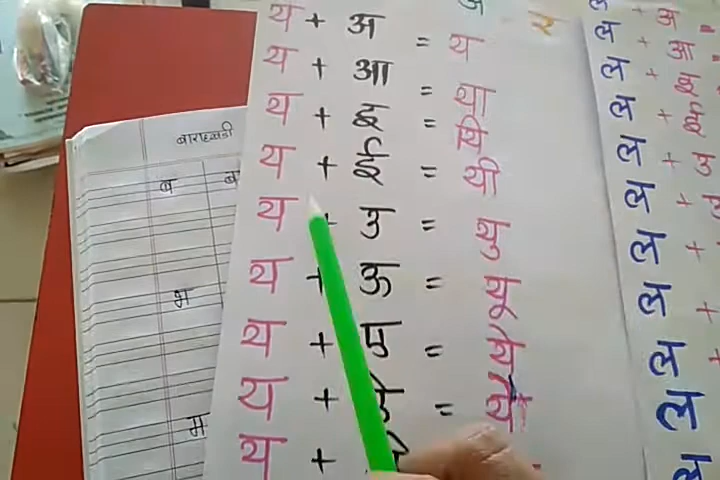 य + अ = य
य + आ = या
य + इ = यि
य + ई = यी
य + उ = यु
य + ऊ = यू
य + ए = ये
य + = यै
य +
ल + अ
ल + आ
ल + इ
ल + ई
ल + उ
ल +
ल +
ल +
ल
ल
ल
बाराखडी
ब
भ
म